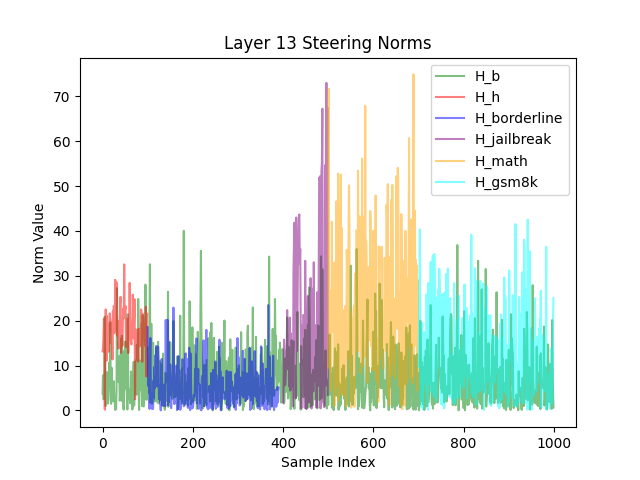 Layer 13 Steering Norms
Norm Value
70
60
50
40
30
20
10
0
0 200 400 600 800 1000
Sample Index
H_b
H_h
H_borderline
H_jailbreak
H_math
H_gsm8k